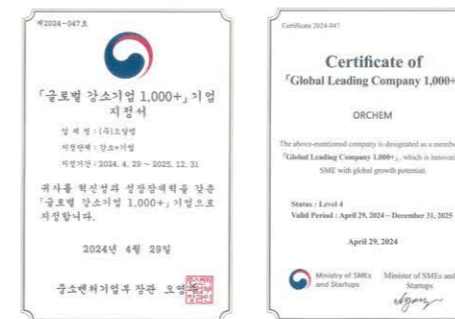 제2024-047호
「글로벌 강소기업 1,000+」 기업
지정서
업 체 명 : (주)오알켐
지정단계 : 강소+기업
지정기간 : 2024. 4. 29 ~ 2025. 12. 31
귀사를 혁신성과 성장잠재력을 갖춘
「글로벌 강소기업 1,000+」 기업으로
지정합니다.
2024년 4월 29일
중소벤처기업부 장관 오영주
Certificate 2024-047
Certificate of
「Global Leading Company 1,000+
ORCHEM
The above-mentioned company is designated as a membe
「Global Leading Company 1,000+」, which is innovati
SME with global growth potential.
Status : Level 4
Valid Period : April 29, 2024 – December 31, 2025
April 29, 2024
Ministry of SMEs
and Startups
Minister of SMEs and
Startups